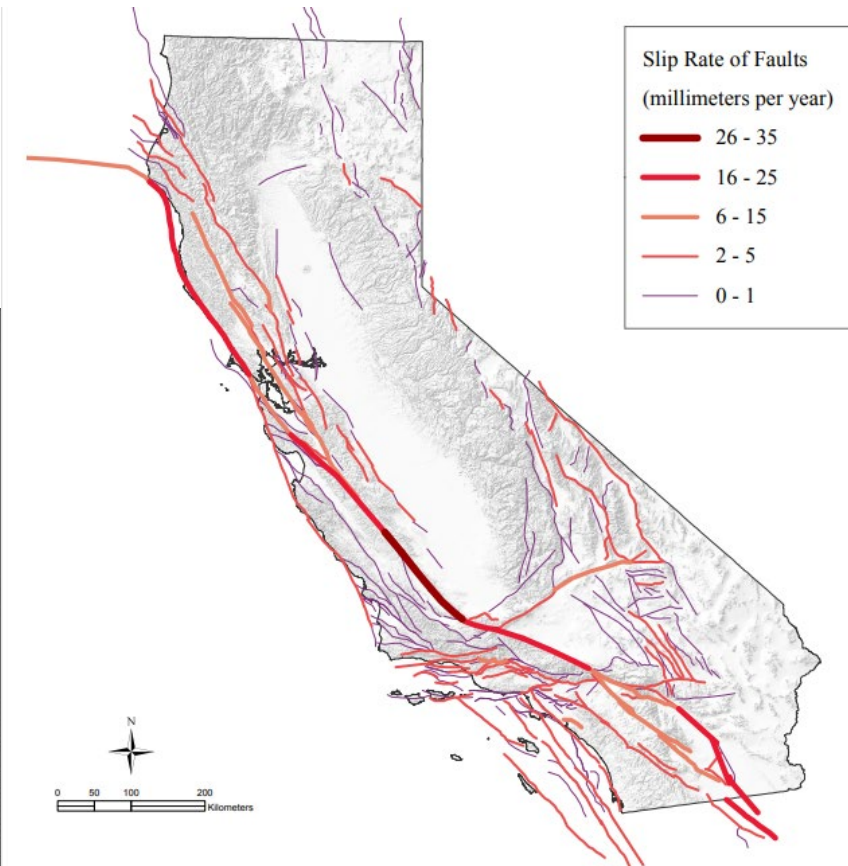 Slip Rate of Faults
(millimeters per year)
26 - 35
16 - 25
6 - 15
2 - 5
0 - 1
N
0 50 100 200
Kilometers